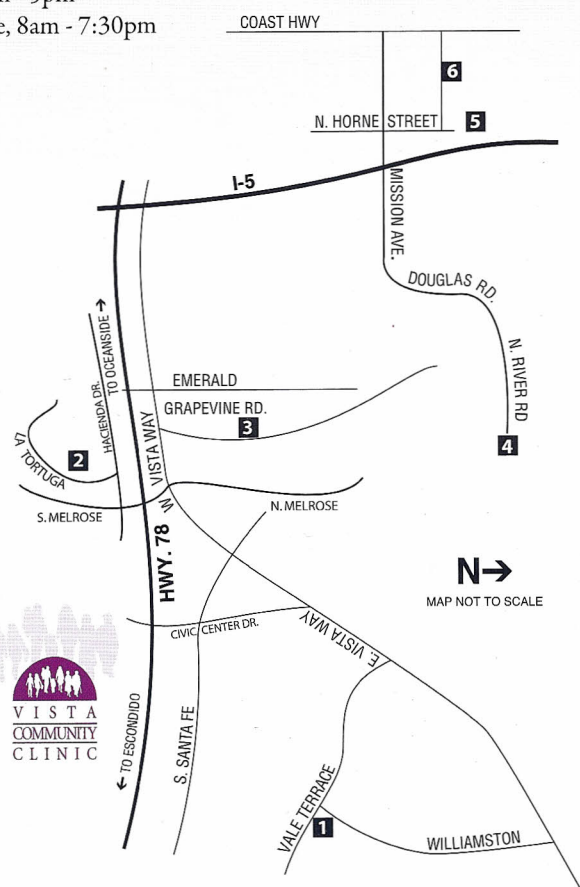 9pm
e, 8am - 7:30pm
COAST HWY
6
N. HORNE STREET
5
I-5
MISSION AVE.
DOUGLAS RD.
N. RIVER RD
4
TO OCEANSIDE →
HACIENDA DR.
EMERALD
GRAPEVINE RD.
3
W VISTA WAY
LA TORTUGA
2
S. MELROSE
N. MELROSE
HWY. 78
N→
MAP NOT TO SCALE
CIVIC CENTER DR.
E. VISTA WAY
VISTA
COMMUNITY
CLINIC
← TO ESCONDIDO
S. SANTA FE
VALE TERRACE
1
WILLIAMSTON